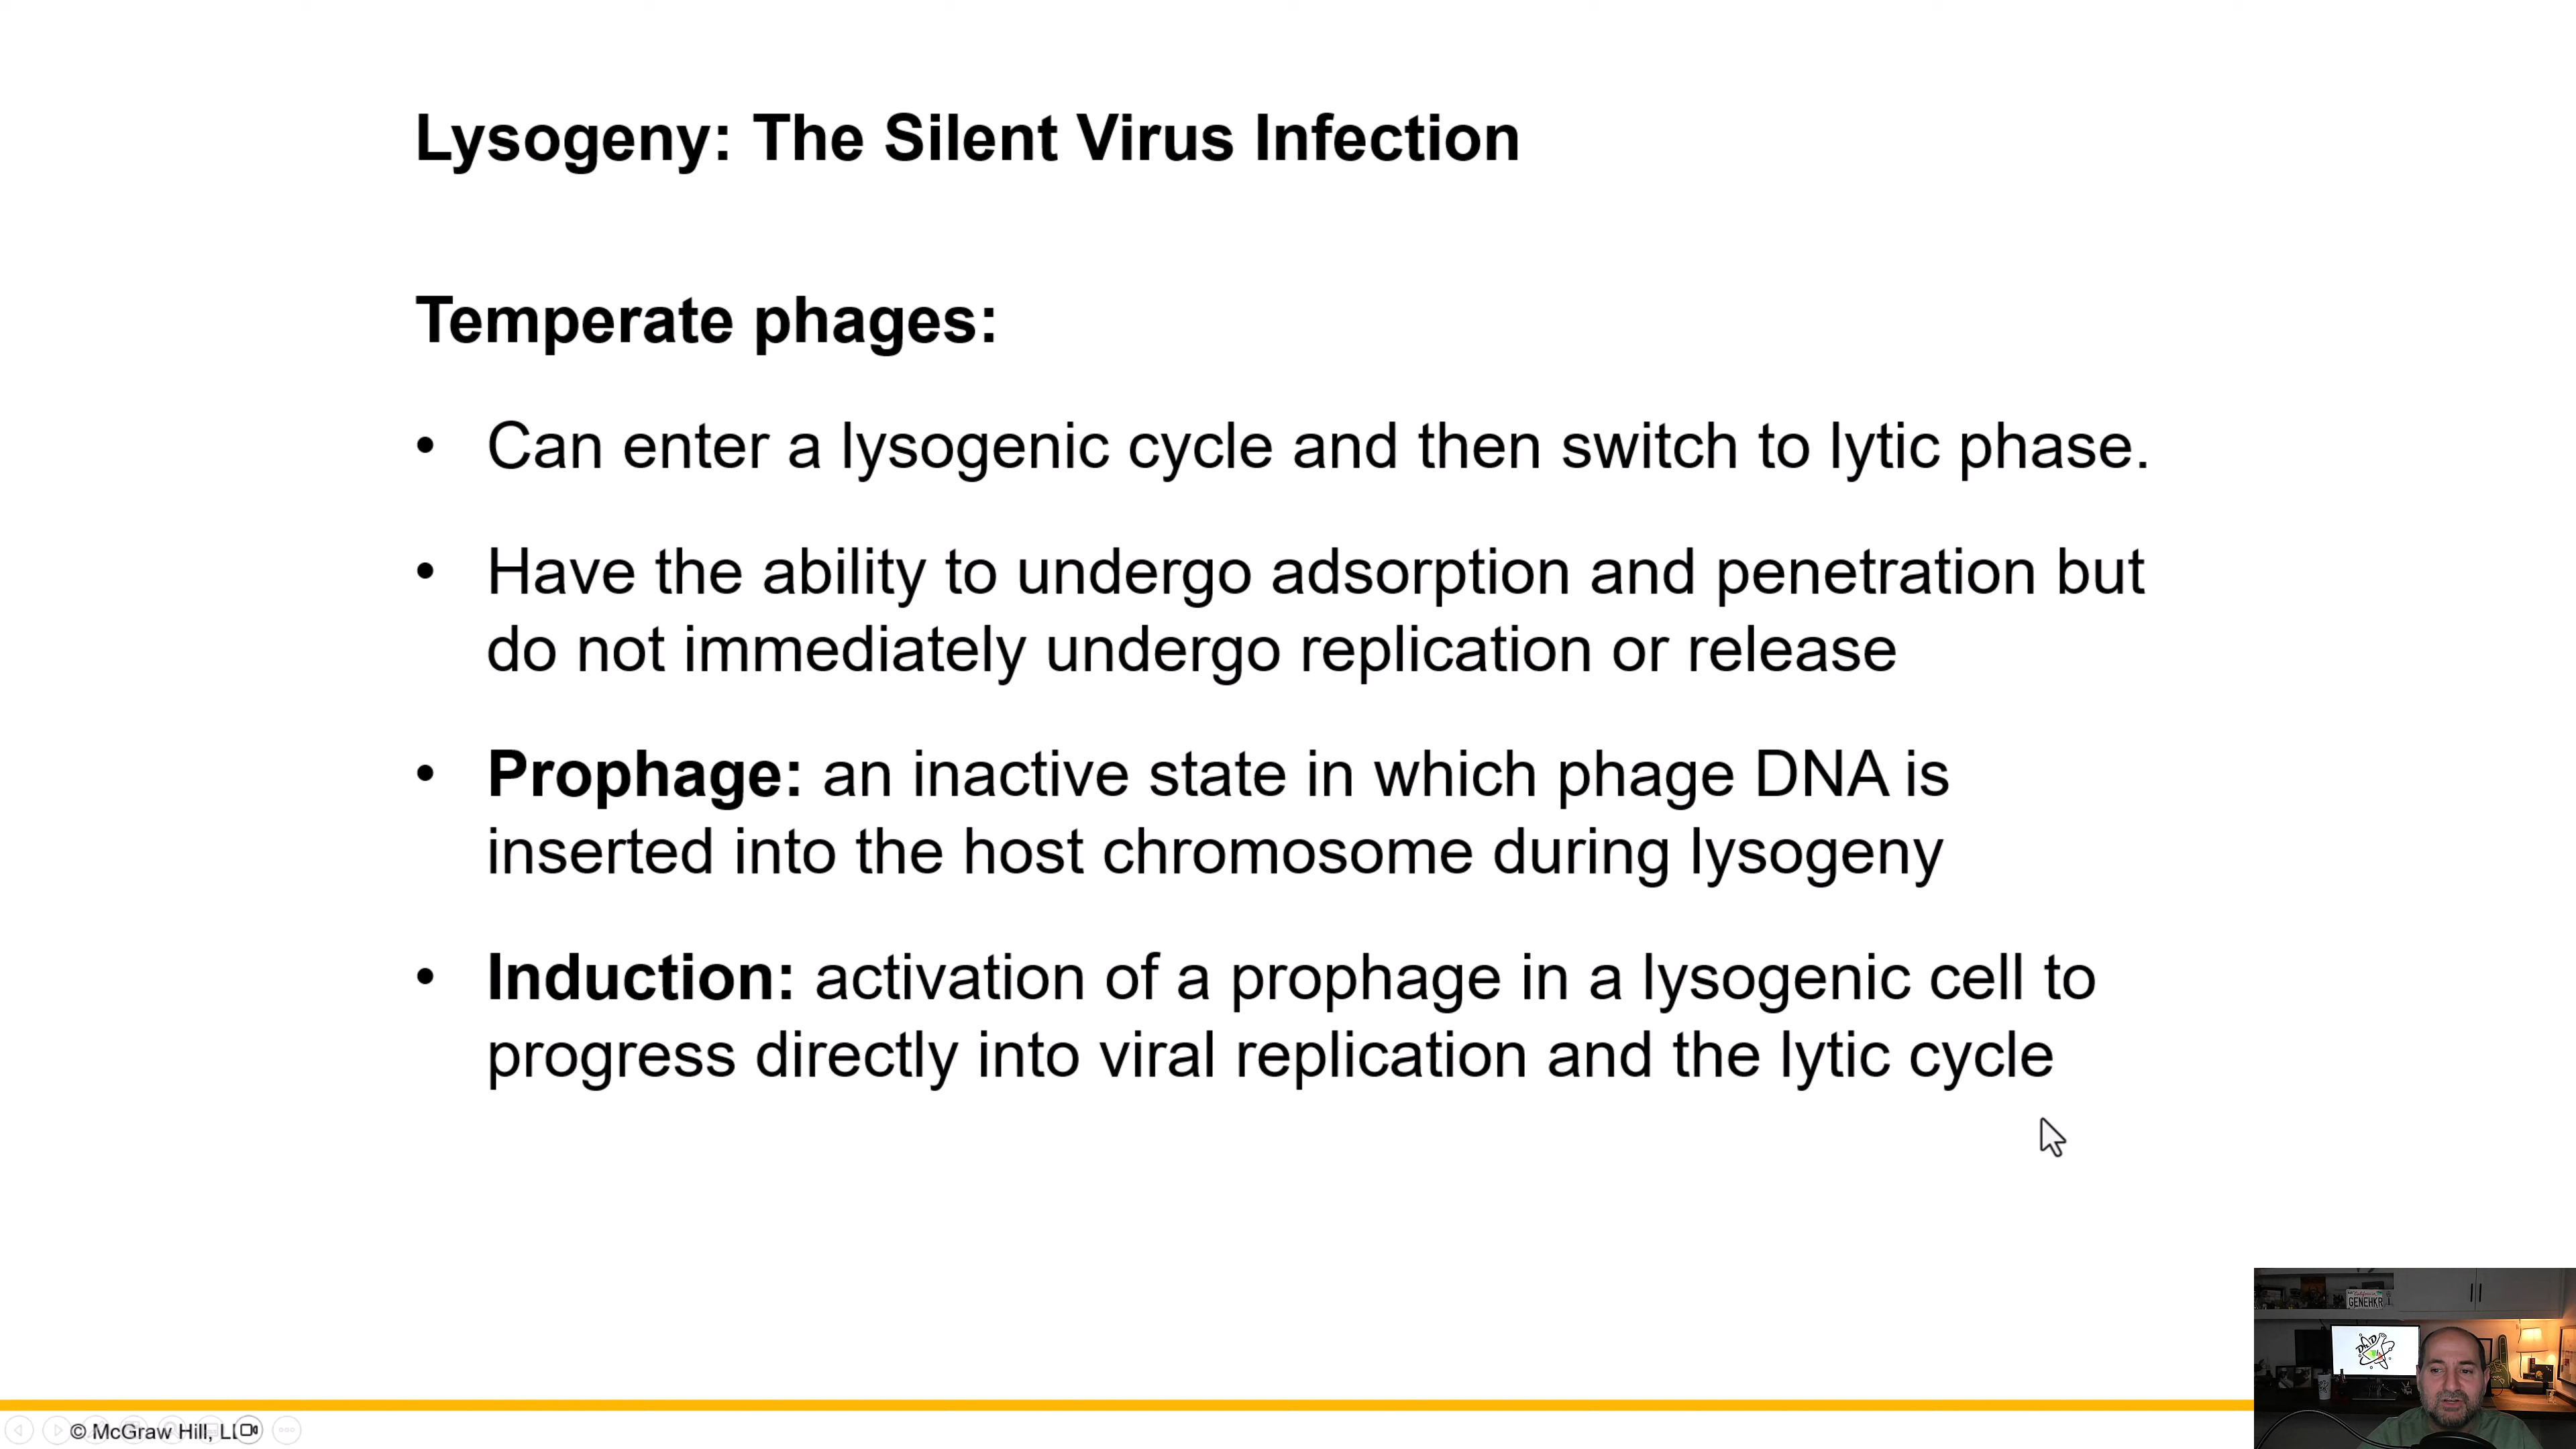 Lysogeny: The Silent Virus Infection
Temperate phages:
• Can enter a lysogenic cycle and then switch to lytic phase.
• Have the ability to undergo adsorption and penetration but
do not immediately undergo replication or release
• Prophage: an inactive state in which phage DNA is
inserted into the host chromosome during lysogeny
• Induction: activation of a prophage in a lysogenic cell to
progress directly into viral replication and the lytic cycle
GENEHKR
© McGraw Hill,